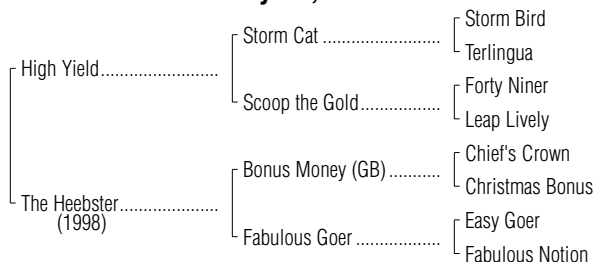 Storm Bird
Storm Cat ........................
Terlingua
High Yield........................
Forty Niner
Scoop the Gold................
Leap Lively
Chief's Crown
Bonus Money (GB) ..........
Christmas Bonus
The Heebster....................
(1998)
Easy Goer
Fabulous Goer .................
Fabulous Notion